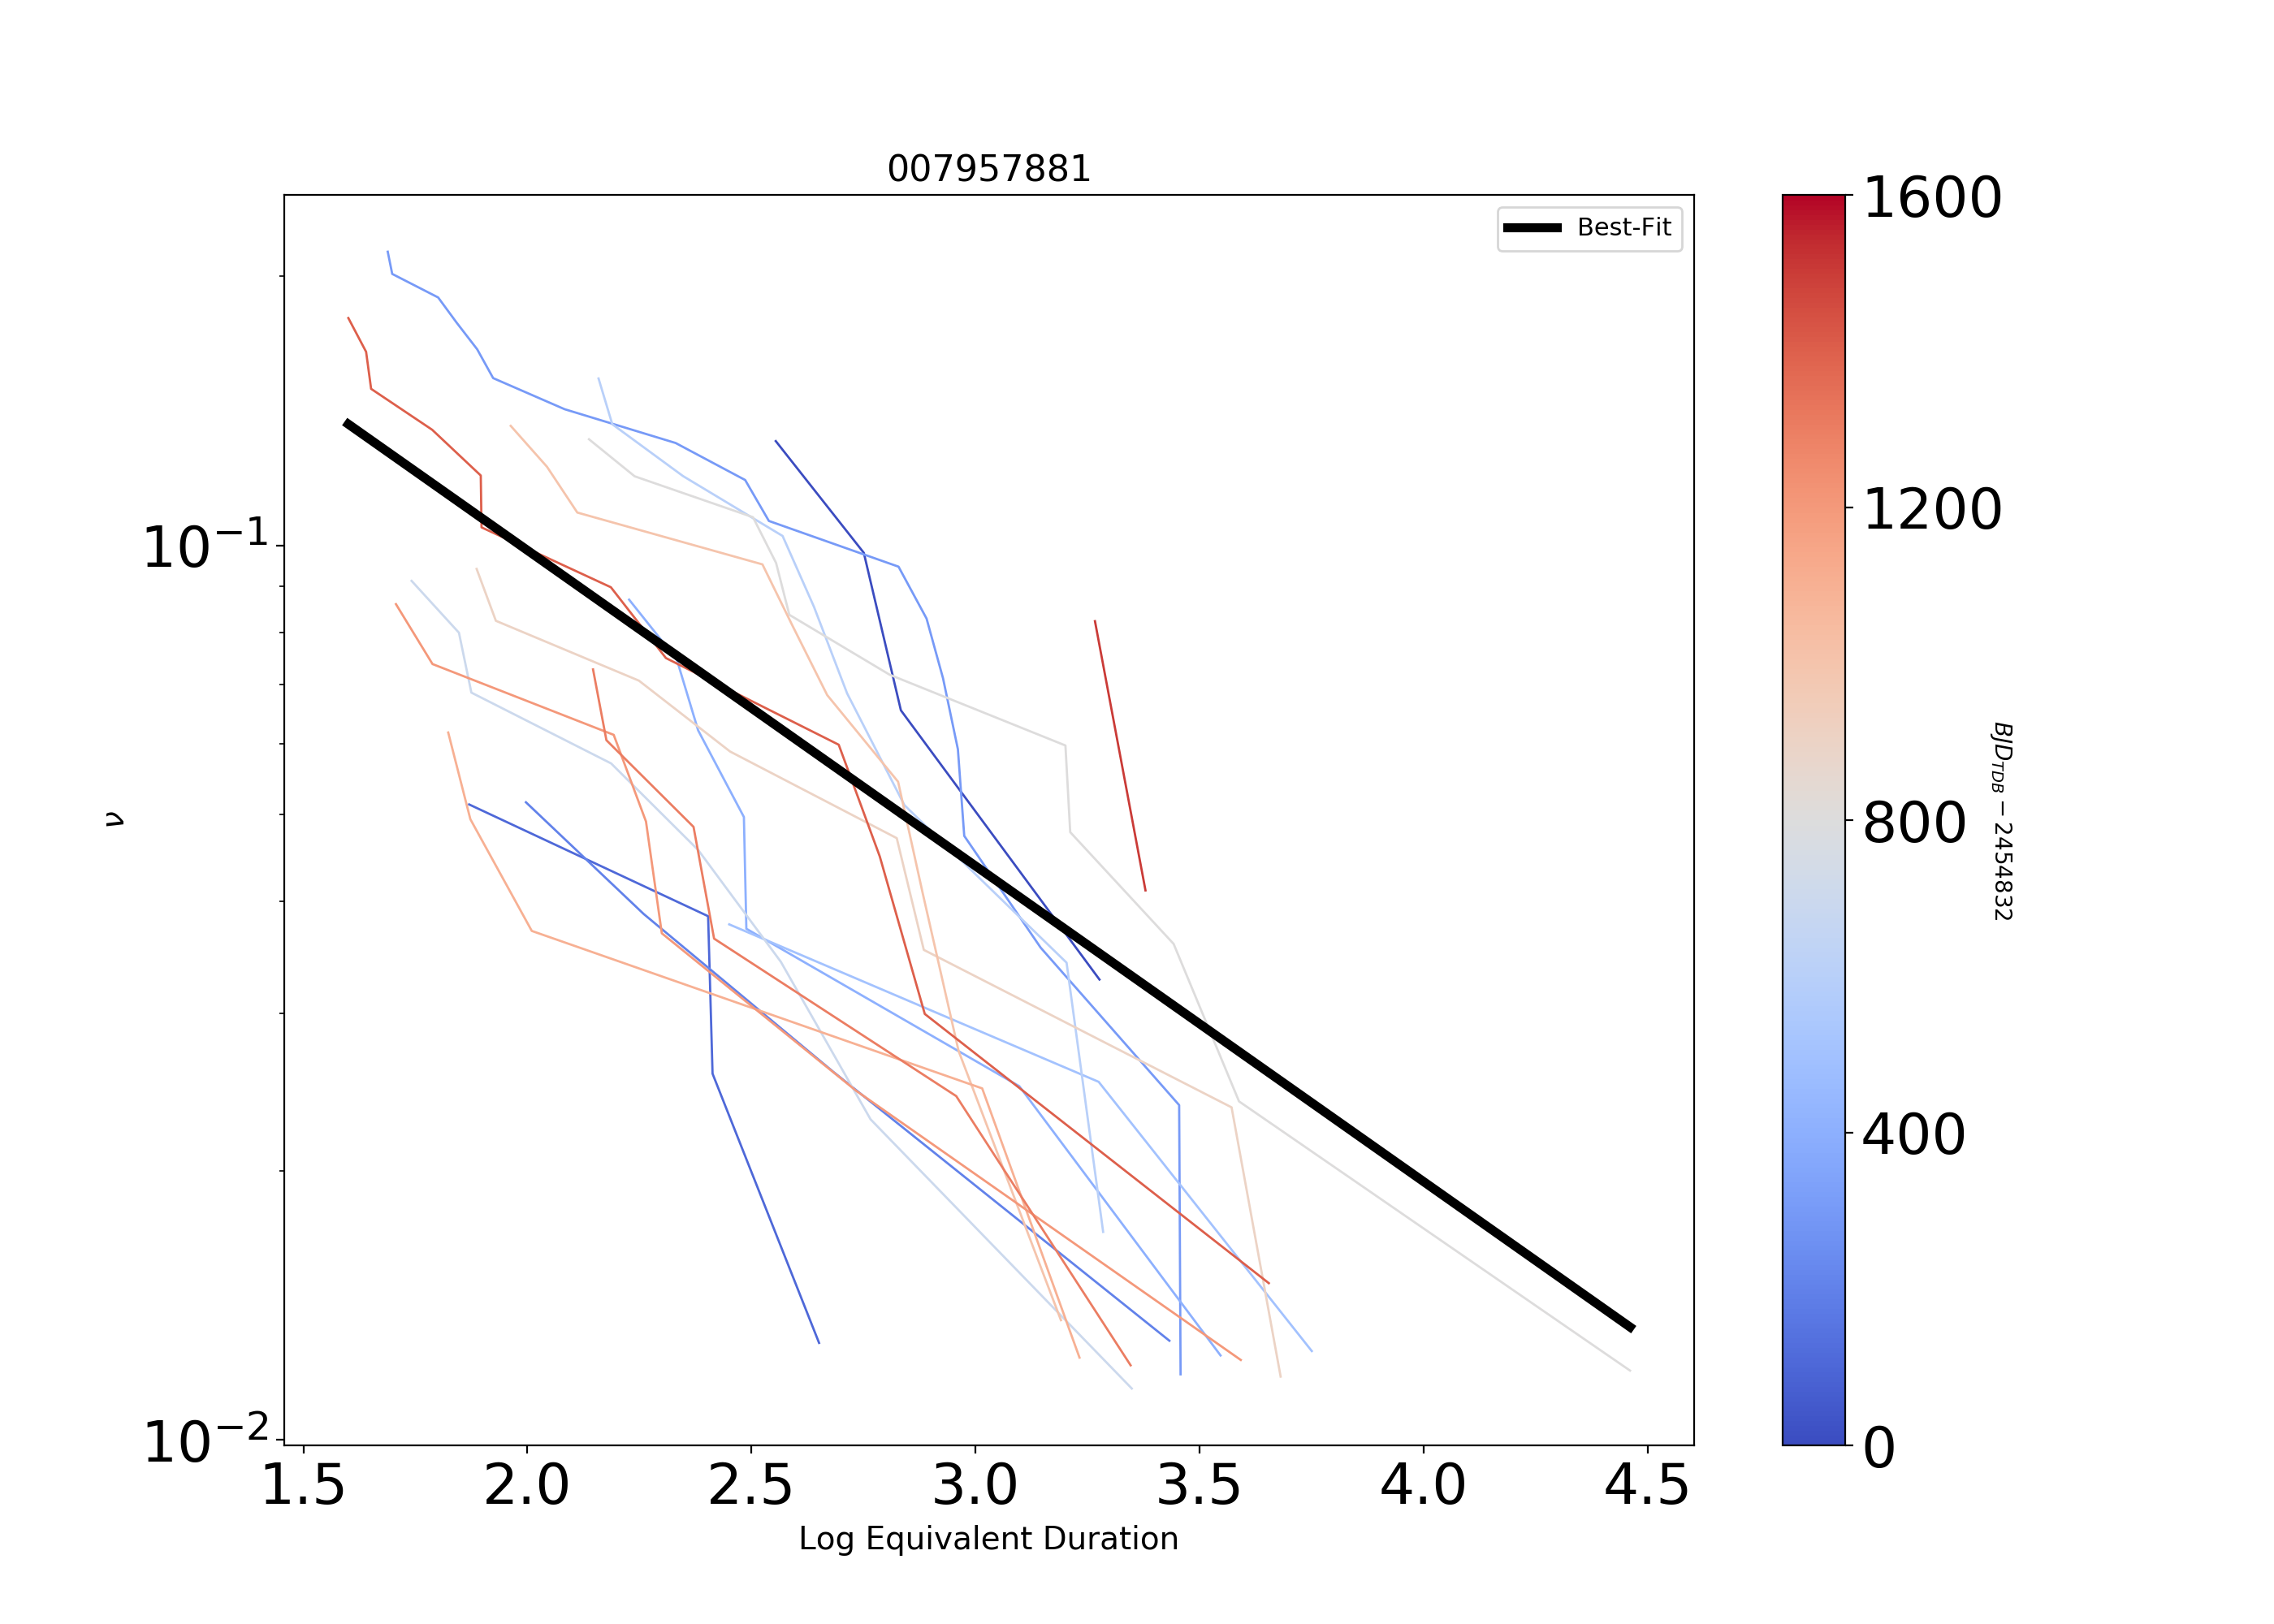 007957881
Best-Fit
10⁻¹
10⁻²
ν
1.5 2.0 2.5 3.0 3.5 4.0 4.5
Log Equivalent Duration
1600
1200
800
400
0
BJD_TDB − 2454832